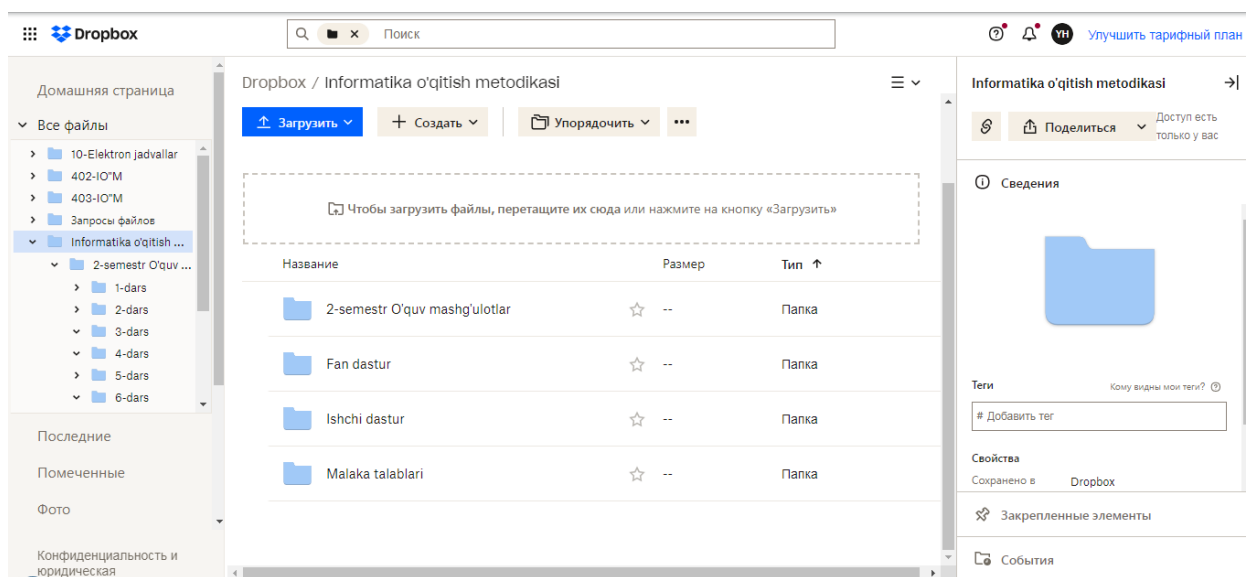 Dropbox
Поиск
YH
Улучшить тарифный план
Домашняя страница
Все файлы
10-Elektron jadvallar
402-IO'M
403-IO'M
Запросы файлов
Informatika o'qitish ...
2-semestr O'quv ...
1-dars
2-dars
3-dars
4-dars
5-dars
6-dars
Последние
Помеченные
Фото
Конфиденциальность и
юридическая
Dropbox / Informatika o'qitish metodikasi
Загрузить
Создать
Упорядочить
Чтобы загрузить файлы, перетащите их сюда или нажмите на кнопку «Загрузить»
Название Размер Тип
2-semestr O'quv mashg'ulotlar -- Папка
Fan dastur -- Папка
Ishchi dastur -- Папка
Malaka talablari -- Папка
Informatika o'qitish metodikasi
Поделиться
Доступ есть
только у вас
Сведения
Теги Кому видны мои теги?
# Добавить тег
Свойства
Сохранено в Dropbox
Закрепленные элементы
События